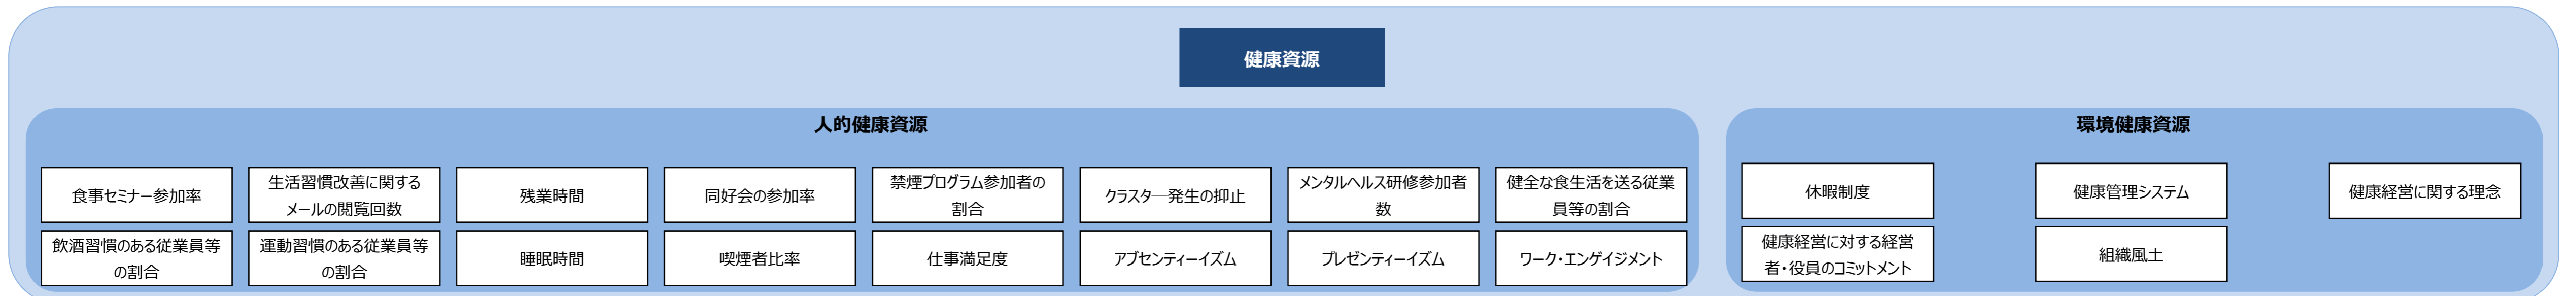 健康資源
人的健康資源
食事セミナー参加率
生活習慣改善に関する
メールの閲覧回数
残業時間
同好会の参加率
禁煙プログラム参加者の
割合
クラスタ―発生の抑止
メンタルヘルス研修参加者
数
健全な食生活を送る従業
員等の割合
飲酒習慣のある従業員等
の割合
運動習慣のある従業員等
の割合
睡眠時間
喫煙者比率
仕事満足度
アブセンティーイズム
プレゼンティーイズム
ワーク・エンゲイジメント
環境健康資源
休暇制度
健康管理システム
健康経営に関する理念
健康経営に対する経営
者・役員のコミットメント
組織風土